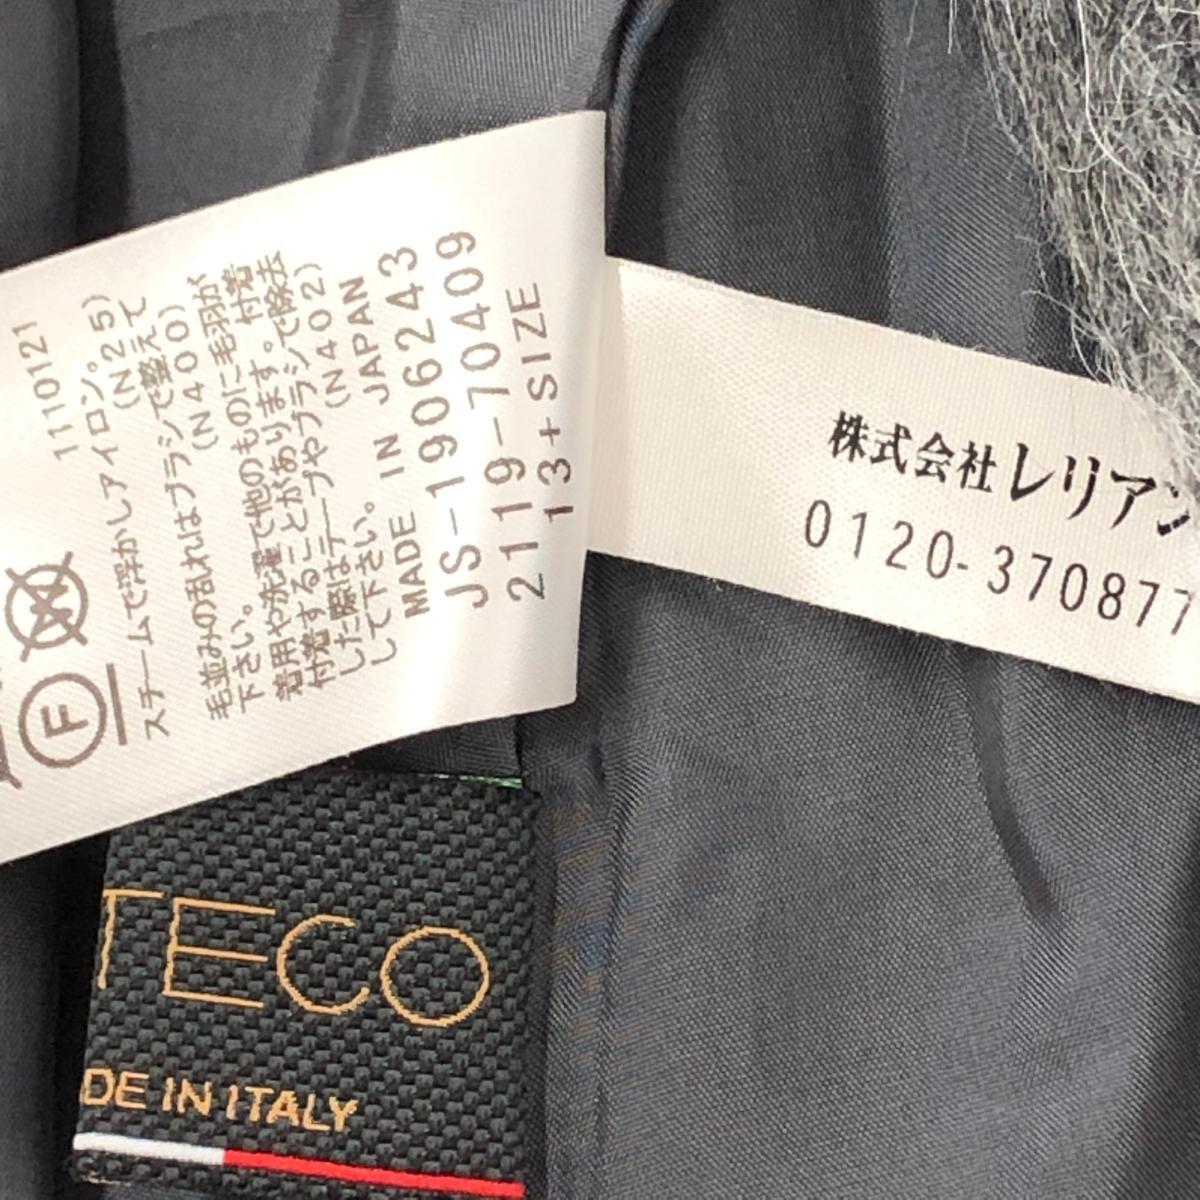 1110121
スチームで浮かしアイロン。
(N25)
毛並みの乱れはブラシで整えて
下さい。 (N400)
着用や洗濯で他のものに毛羽が
付着することがあります。付着
した際はテープやブラシで除去
して下さい。 (N402)
MADE IN JAPAN
JS-1906243
2119-70409
13+SIZE
F
株式会社レリアン
0120-370877
TECO
DE IN ITALY